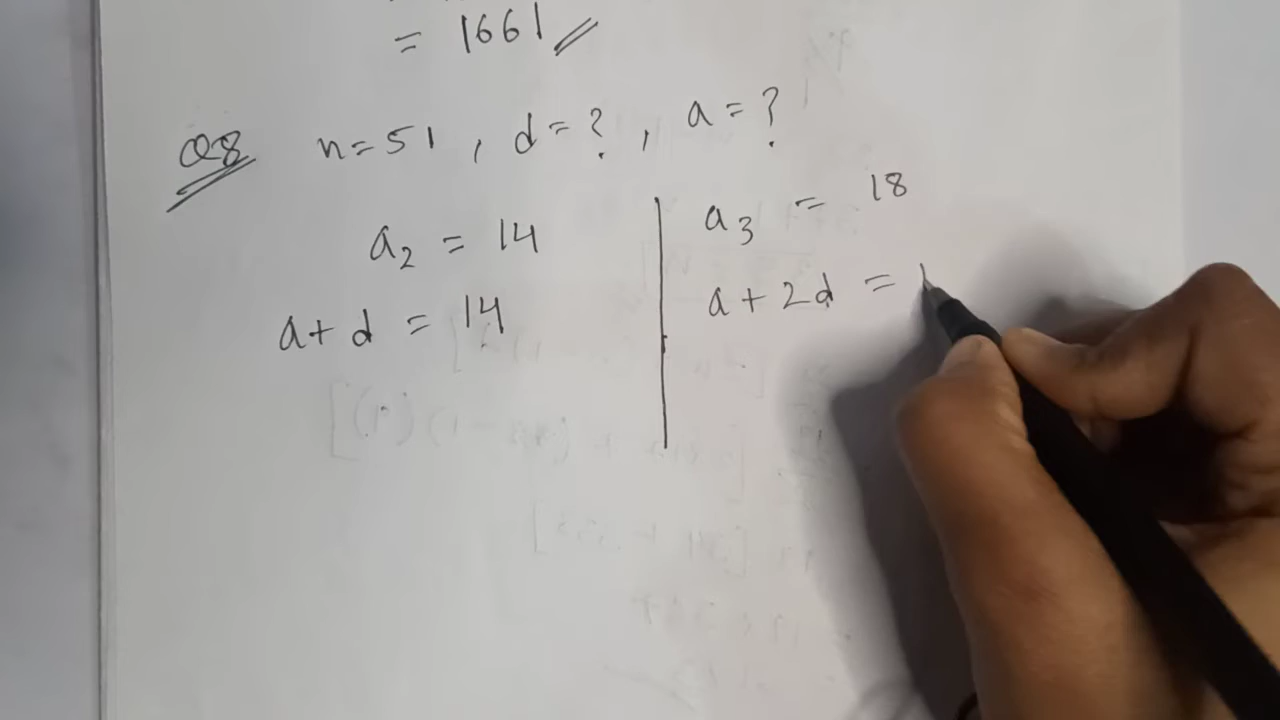 = 1661
Q8 n=51, d=?, a=?
a₂ = 14
a₃ = 18
a+d = 14
a+2d = 1